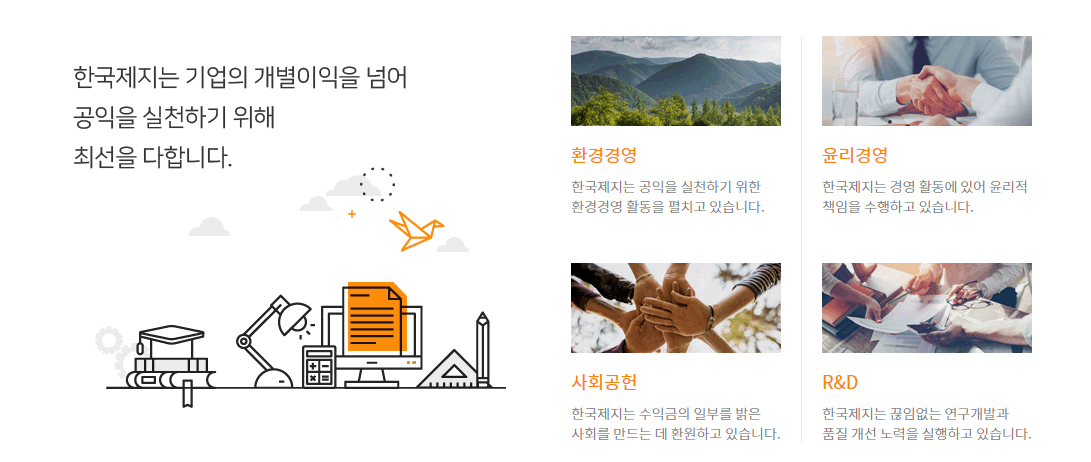 한국제지는 기업의 개별이익을 넘어
공익을 실천하기 위해
최선을 다합니다.
환경경영
한국제지는 공익을 실천하기 위한
환경경영 활동을 펼치고 있습니다.
윤리경영
한국제지는 경영 활동에 있어 윤리적
책임을 수행하고 있습니다.
사회공헌
한국제지는 수익금의 일부를 밝은
사회를 만드는 데 환원하고 있습니다.
R&D
한국제지는 끊임없는 연구개발과
품질 개선 노력을 실행하고 있습니다.